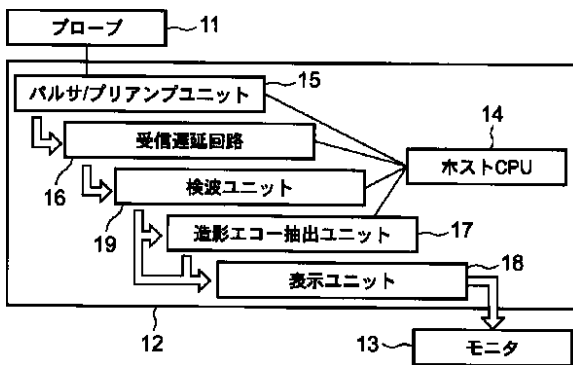 プローブ
11
パルサ/プリアンプユニット
15
受信遅延回路
16
14
ホストCPU
検波ユニット
19
造影エコー抽出ユニット
17
表示ユニット
18
12
13
モニタ